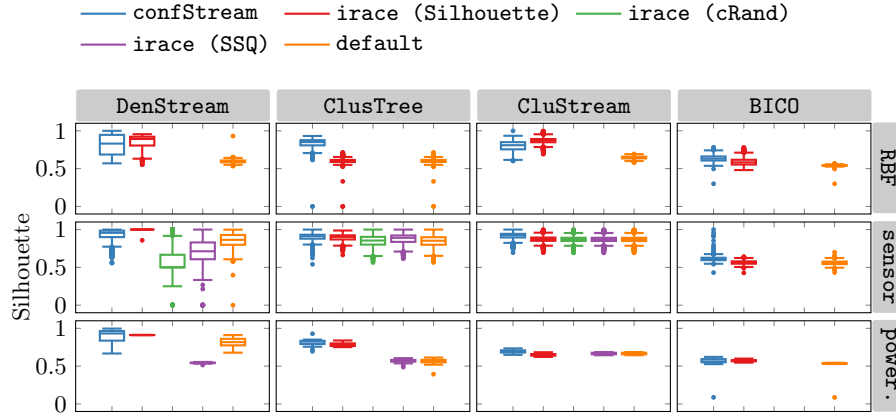 confStream irace (Silhouette) irace (cRand)
irace (SSQ) default
DenStream ClusTree CluStream BICO
Silhouette
1
0.5
0
RBF
1
0.5
0
sensor
1
0.5
0
power.